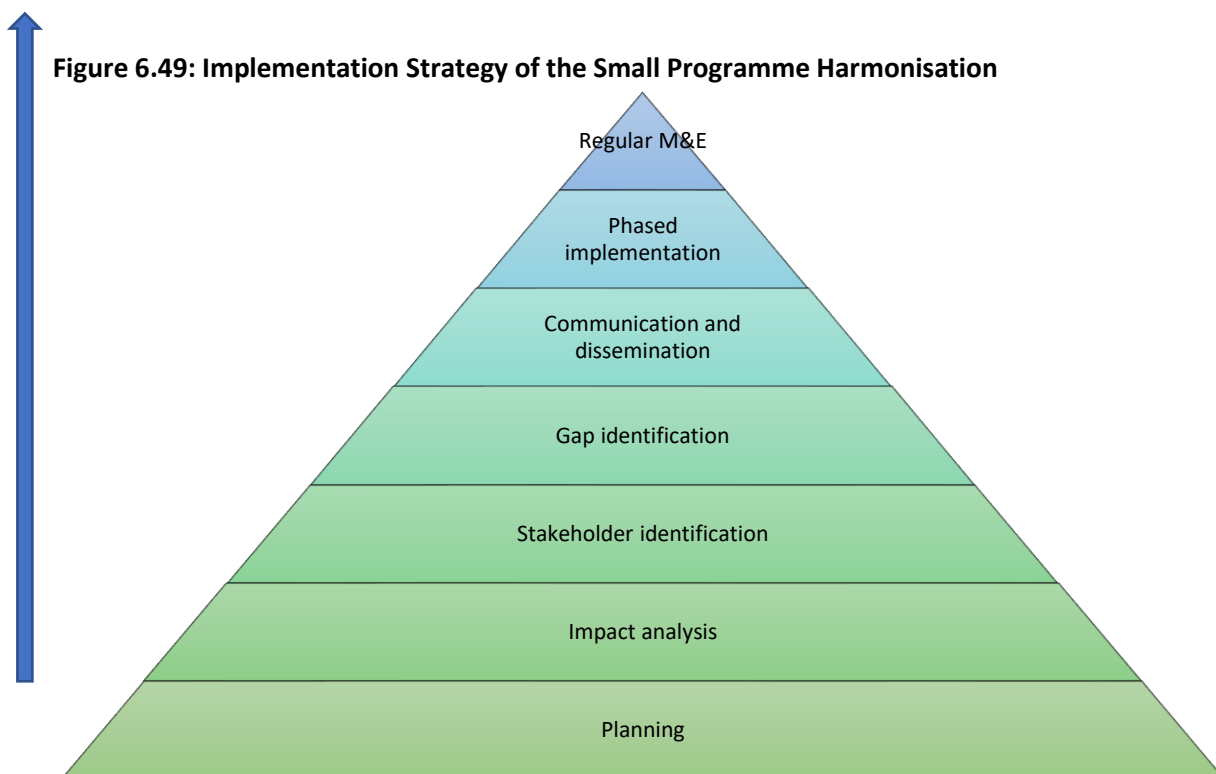 Figure 6.49: Implementation Strategy of the Small Programme Harmonisation
Regular M&E
Phased
implementation
Communication and
dissemination
Gap identification
Stakeholder identification
Impact analysis
Planning